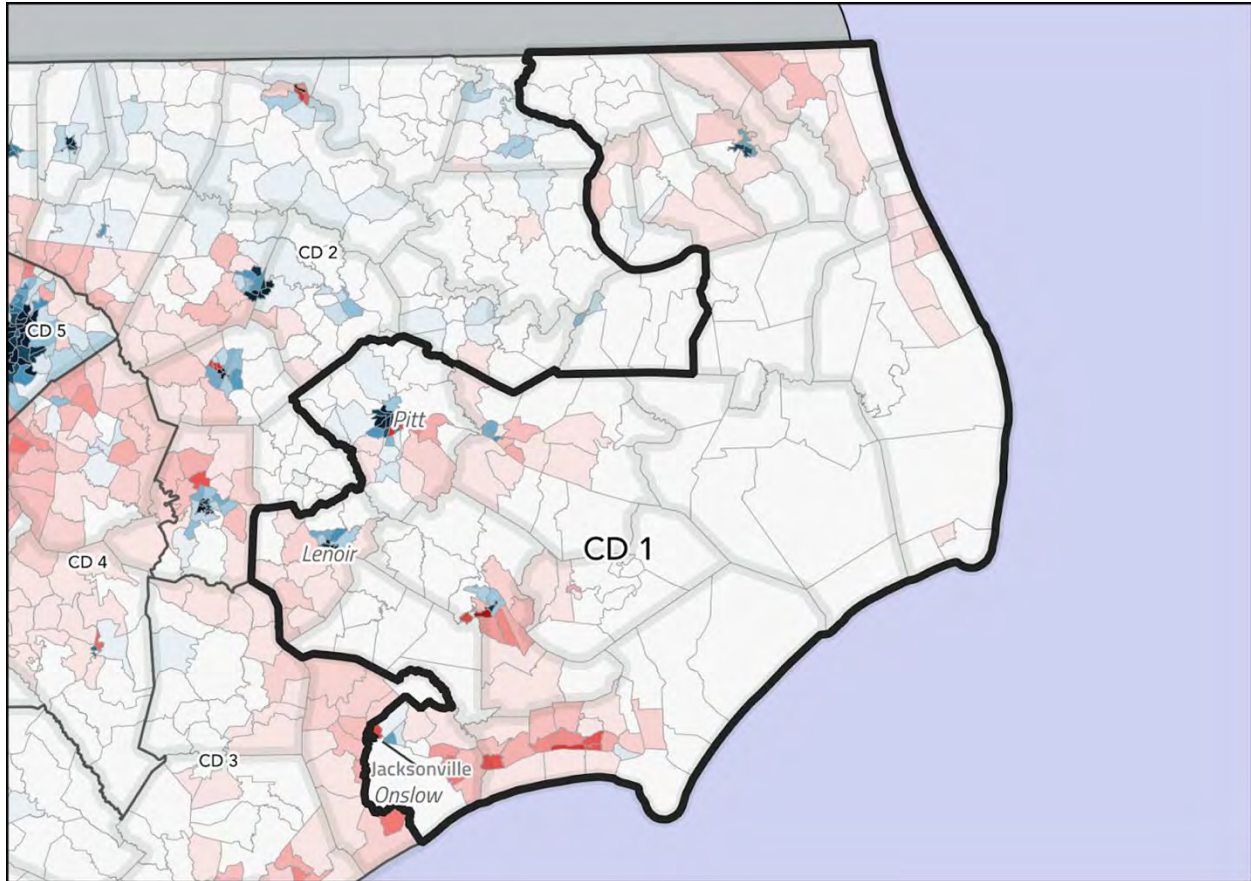 CD 2
CD 5
Pitt
CD 1
Lenoir
CD 4
CD 3
Jacksonville
Onslow